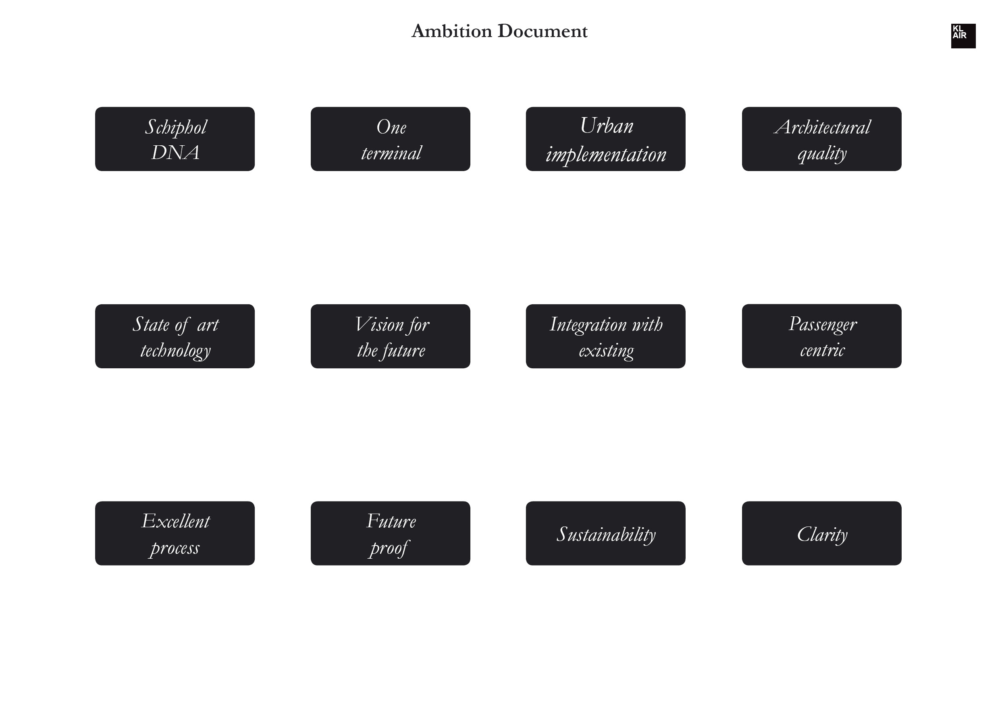 Ambition Document
KL
AIR
Schiphol
DNA
One
terminal
Urban
implementation
Architectural
quality
State of art
technology
Vision for
the future
Integration with
existing
Passenger
centric
Excellent
process
Future
proof
Sustainability
Clarity